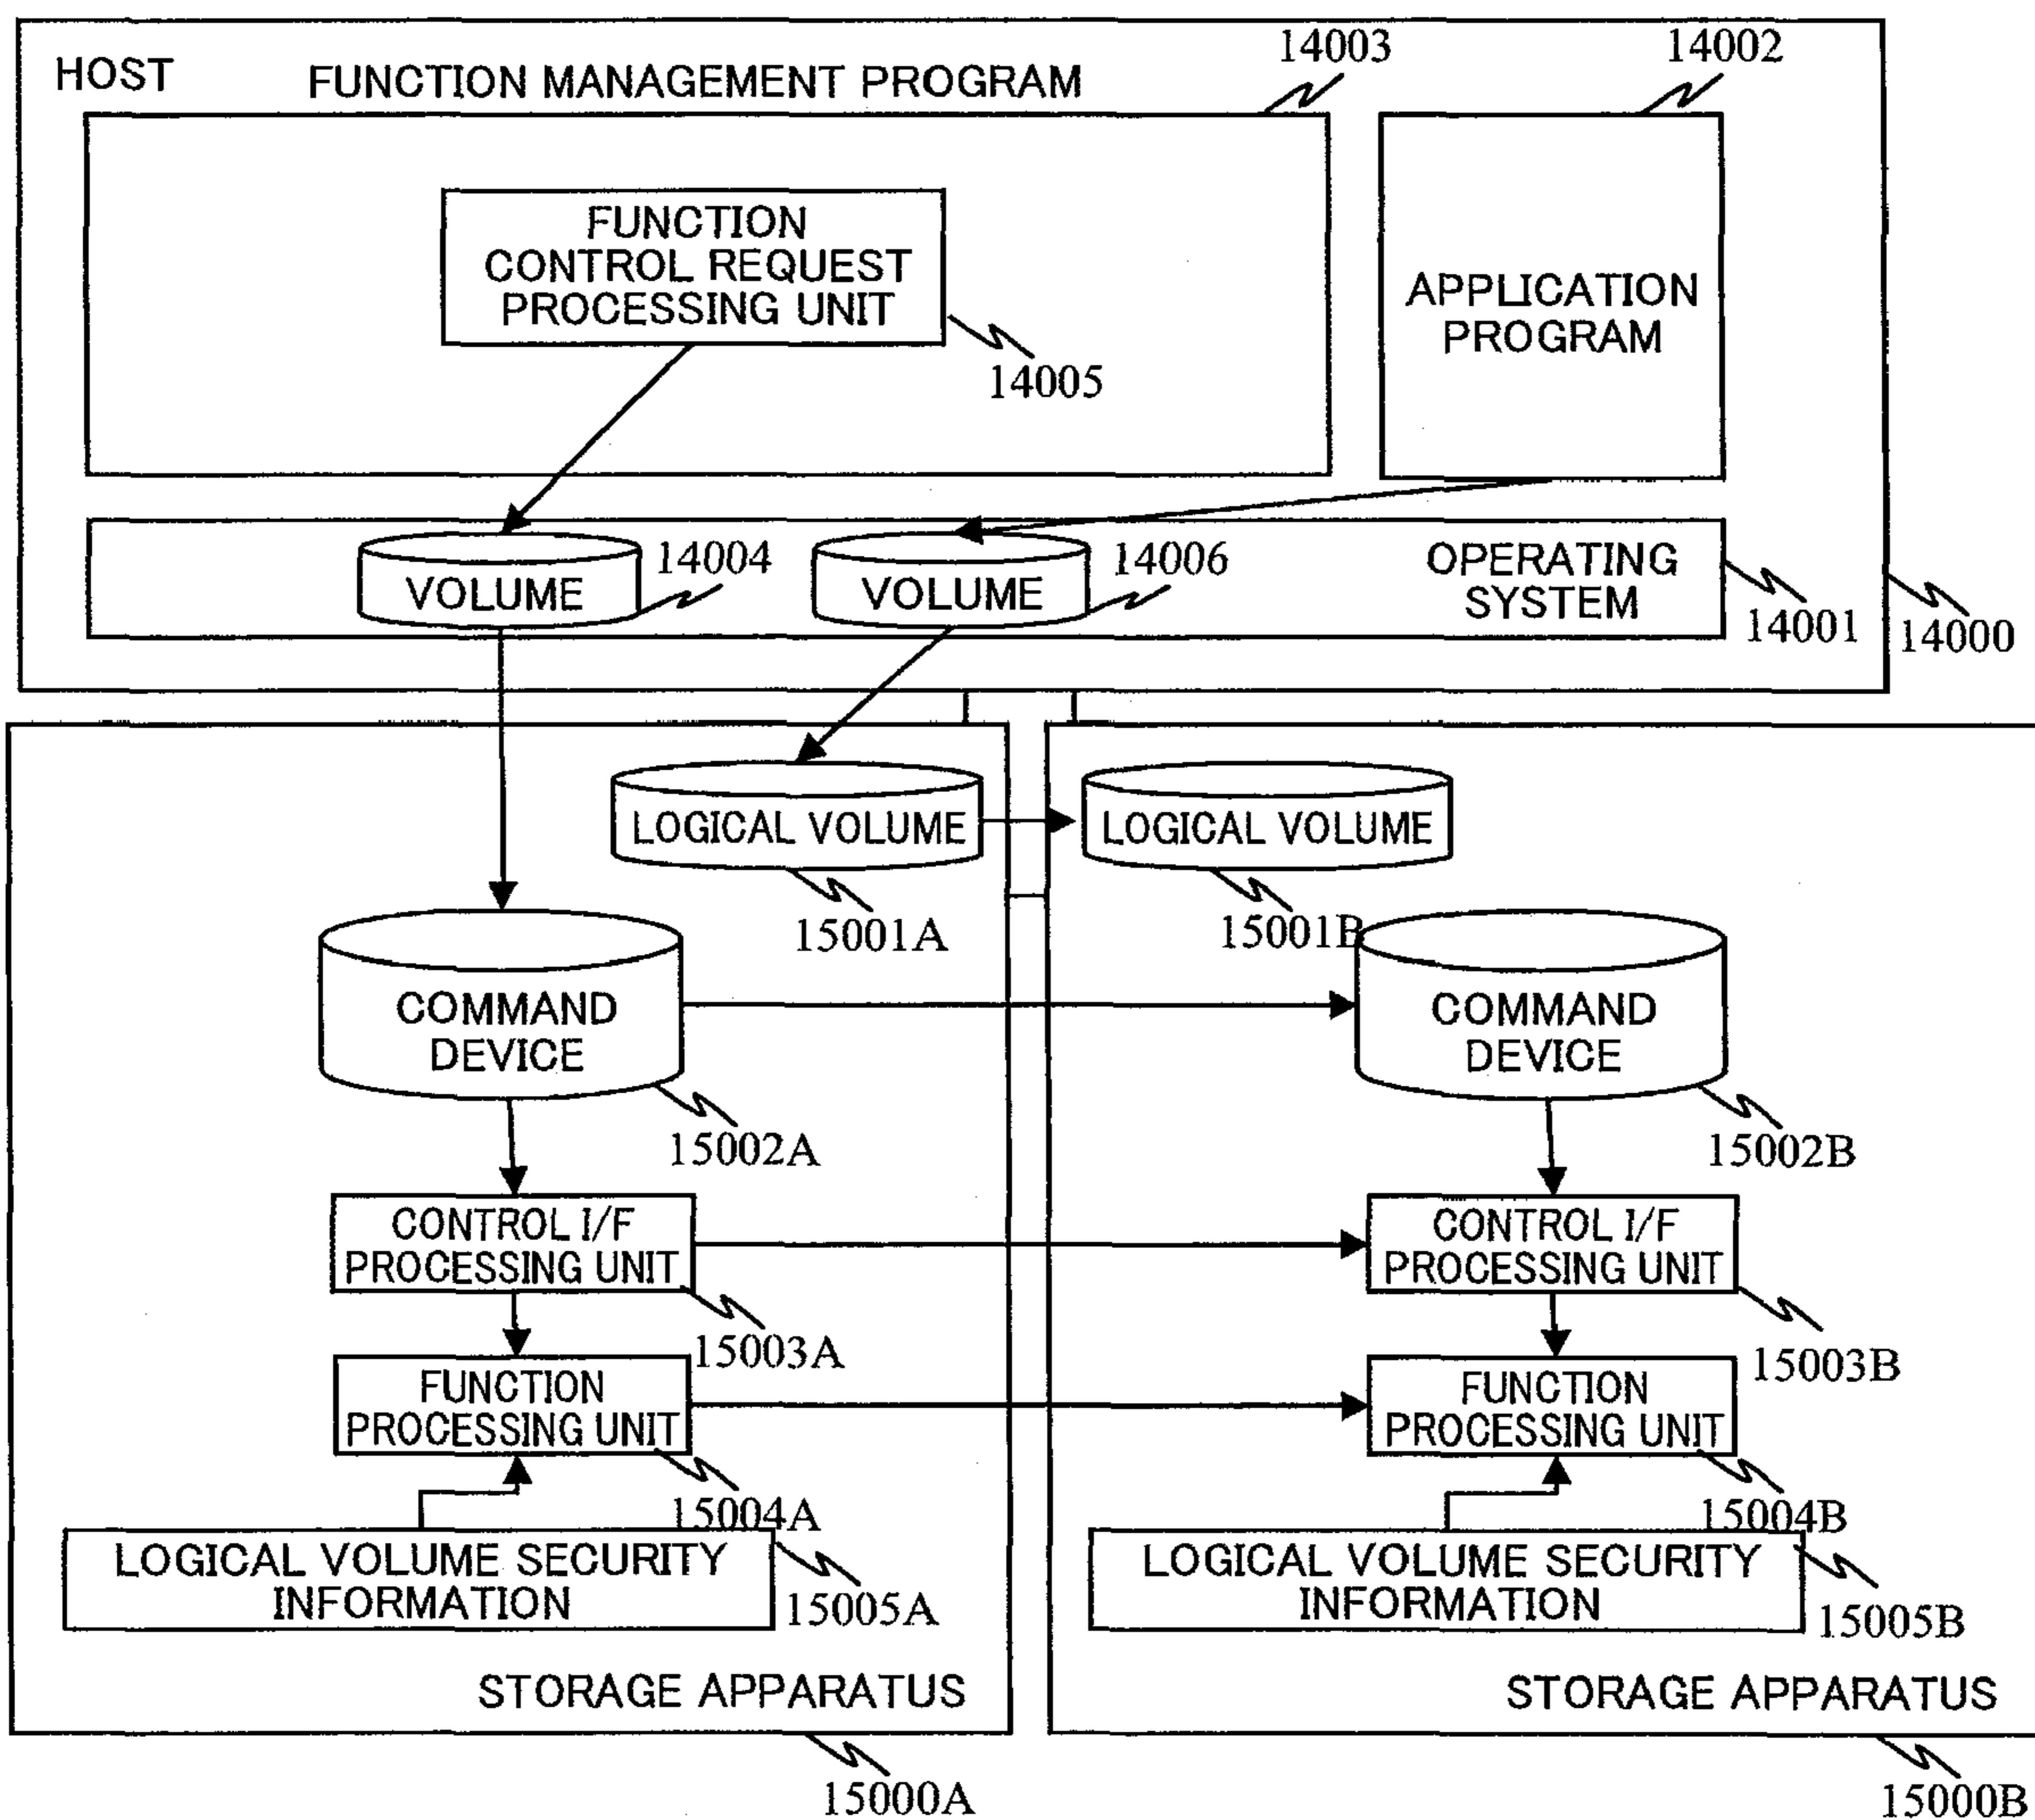 14003
14002
HOST
FUNCTION MANAGEMENT PROGRAM
FUNCTION
CONTROL REQUEST
PROCESSING UNIT
14005
APPLICATION
PROGRAM
VOLUME
14004
VOLUME
14006
OPERATING
SYSTEM
14001
14000
LOGICAL VOLUME
15001A
LOGICAL VOLUME
15001B
COMMAND
DEVICE
15002A
COMMAND
DEVICE
15002B
CONTROL I/F
PROCESSING UNIT
15003A
CONTROL I/F
PROCESSING UNIT
15003B
FUNCTION
PROCESSING UNIT
15004A
FUNCTION
PROCESSING UNIT
15004B
LOGICAL VOLUME SECURITY
INFORMATION
15005A
LOGICAL VOLUME SECURITY
INFORMATION
15005B
STORAGE APPARATUS
STORAGE APPARATUS
15000A
15000B